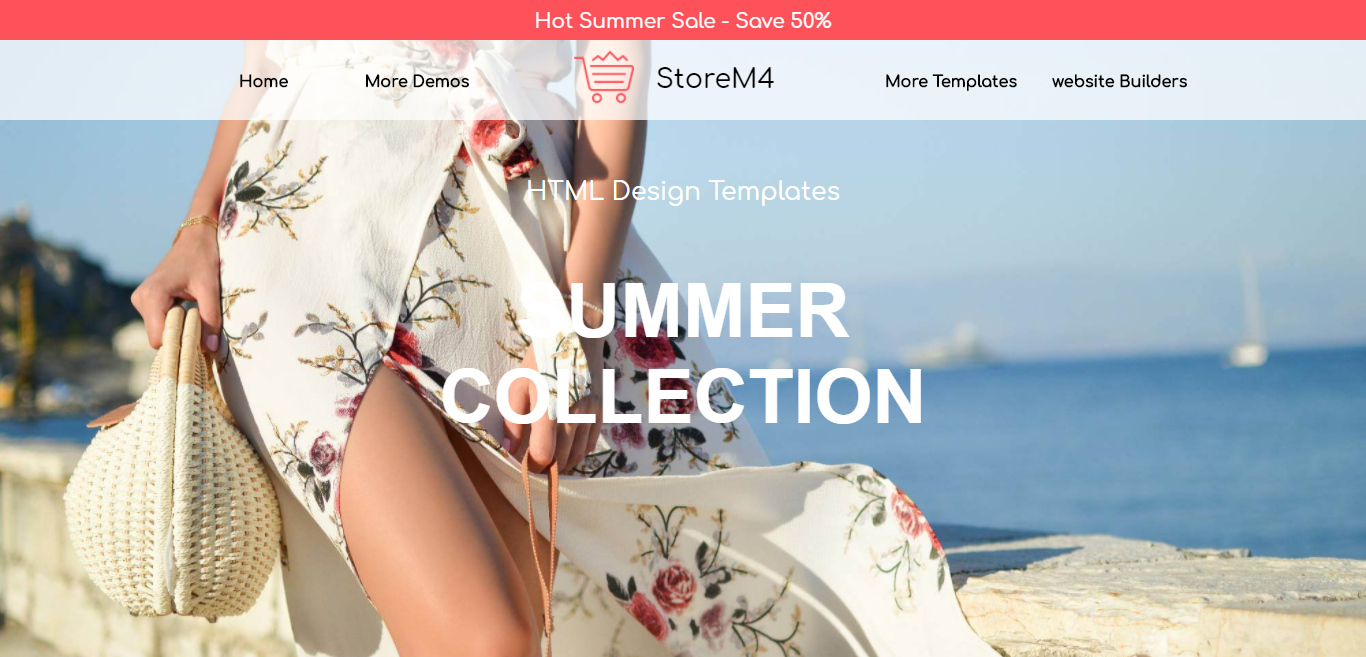 Hot Summer Sale - Save 50%
Home
More Demos
StoreM4
More Templates
website Builders
HTML Design Templates
SUMMER
COLLECTION